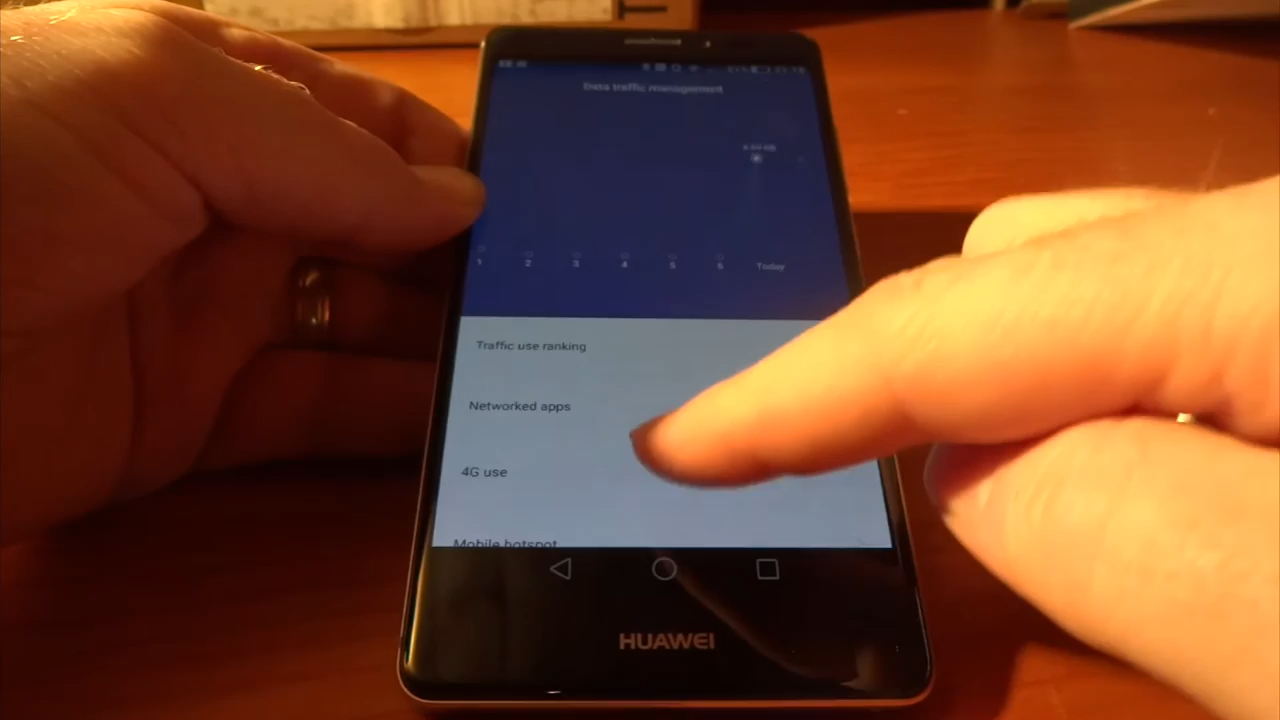 Data traffic management
1 2 3 4 5 6 Today
Traffic use ranking
Networked apps
4G use
Mobile hotspot
HUAWEI